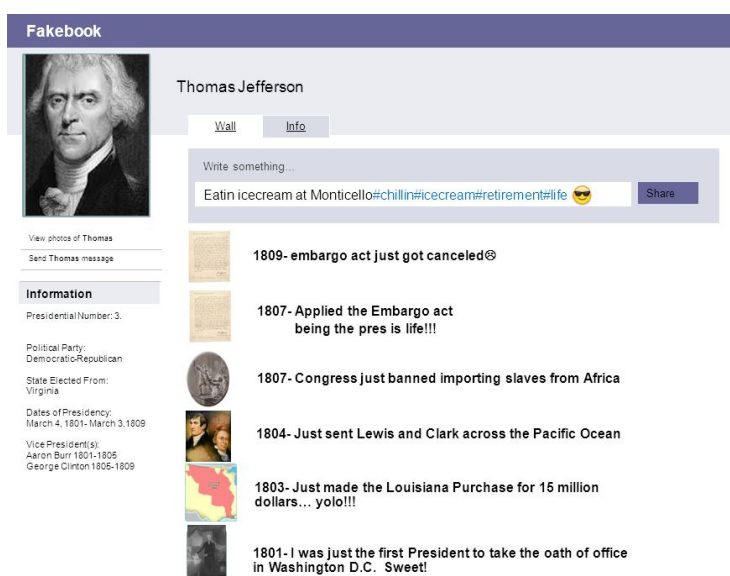 Fakebook
Thomas Jefferson
Wall
Info
Write something...
Eatin icecream at Monticello#chillin#icecream#retirement#life 😎
Share
View photos of Thomas
Send Thomas message
Information
Presidential Number: 3.
Political Party:
Democratic-Republican
State Elected From:
Virginia
Dates of Presidency:
March 4, 1801- March 3,1809
Vice President(s):
Aaron Burr 1801-1805
George Clinton 1805-1809
1809- embargo act just got canceled☹
1807- Applied the Embargo act
being the pres is life!!!
1807- Congress just banned importing slaves from Africa
1804- Just sent Lewis and Clark across the Pacific Ocean
1803- Just made the Louisiana Purchase for 15 million
dollars... yolo!!!
1801- I was just the first President to take the oath of office
in Washington D.C. Sweet!